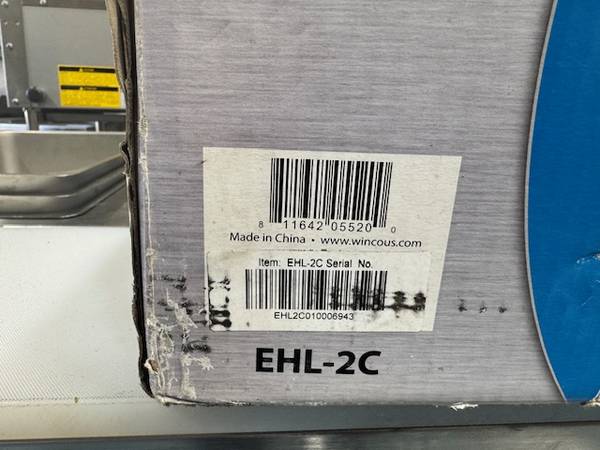 8 11642 05520 0
Made in China • www.wincous.com
Item: EHL-2C Serial No.
EHL2C010006943
EHL-2C